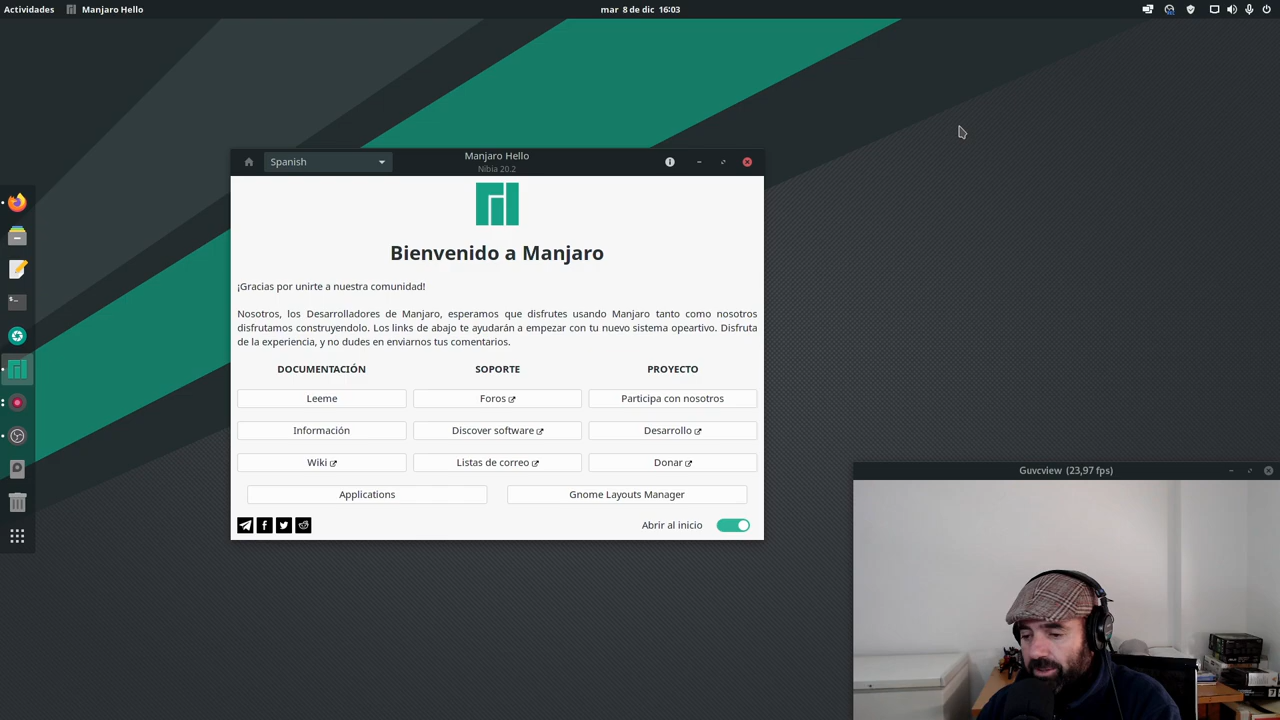 Actividades
Manjaro Hello
mar 8 de dic 16:03
Spanish
Manjaro Hello
Nibia 20.2
Bienvenido a Manjaro
¡Gracias por unirte a nuestra comunidad!
Nosotros, los Desarrolladores de Manjaro, esperamos que disfrutes usando Manjaro tanto como nosotros
disfrutamos construyendolo. Los links de abajo te ayudarán a empezar con tu nuevo sistema opeartivo. Disfruta
de la experiencia, y no dudes en enviarnos tus comentarios.
DOCUMENTACIÓN
SOPORTE
PROYECTO
Leeme
Foros
Participa con nosotros
Información
Discover software
Desarrollo
Wiki
Listas de correo
Donar
Applications
Gnome Layouts Manager
Abrir al inicio
Guvcview (23,97 fps)